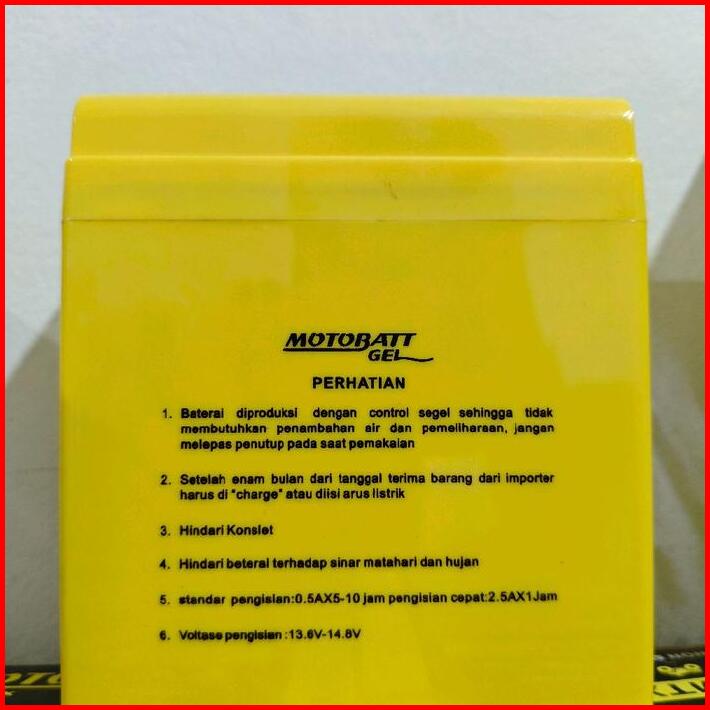 MOTOBATT
GEL
PERHATIAN
1. Baterai diproduksi dengan control segel sehingga tidak
membutuhkan penambahan air dan pemeliharaan, jangan
melepas penutup pada saat pemakaian
2. Setelah enam bulan dari tanggal terima barang dari importer
harus di "charge" atau diisi arus listrik
3. Hindari Konslet
4. Hindari beterai terhadap sinar matahari dan hujan
5. standar pengisian:0.5AX5-10 jam pengisian cepat:2.5AX1Jam
6. Voltase pengisian :13.6V-14.8V